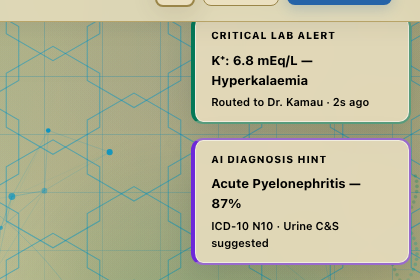 CRITICAL LAB ALERT
K⁺: 6.8 mEq/L —
Hyperkalaemia
Routed to Dr. Kamau · 2s ago
AI DIAGNOSIS HINT
Acute Pyelonephritis —
87%
ICD-10 N10 · Urine C&S
suggested